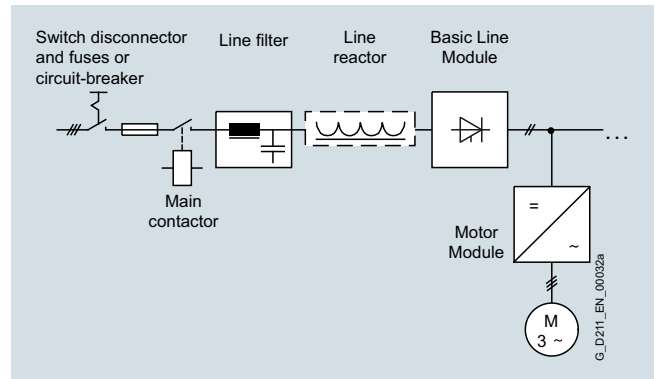 Switch disconnector
and fuses or
circuit-breaker
Line filter
Line
reactor
Basic Line
Module
Main
contactor
...
=
~
Motor
Module
M
3 ~
G_D211_EN_00032a